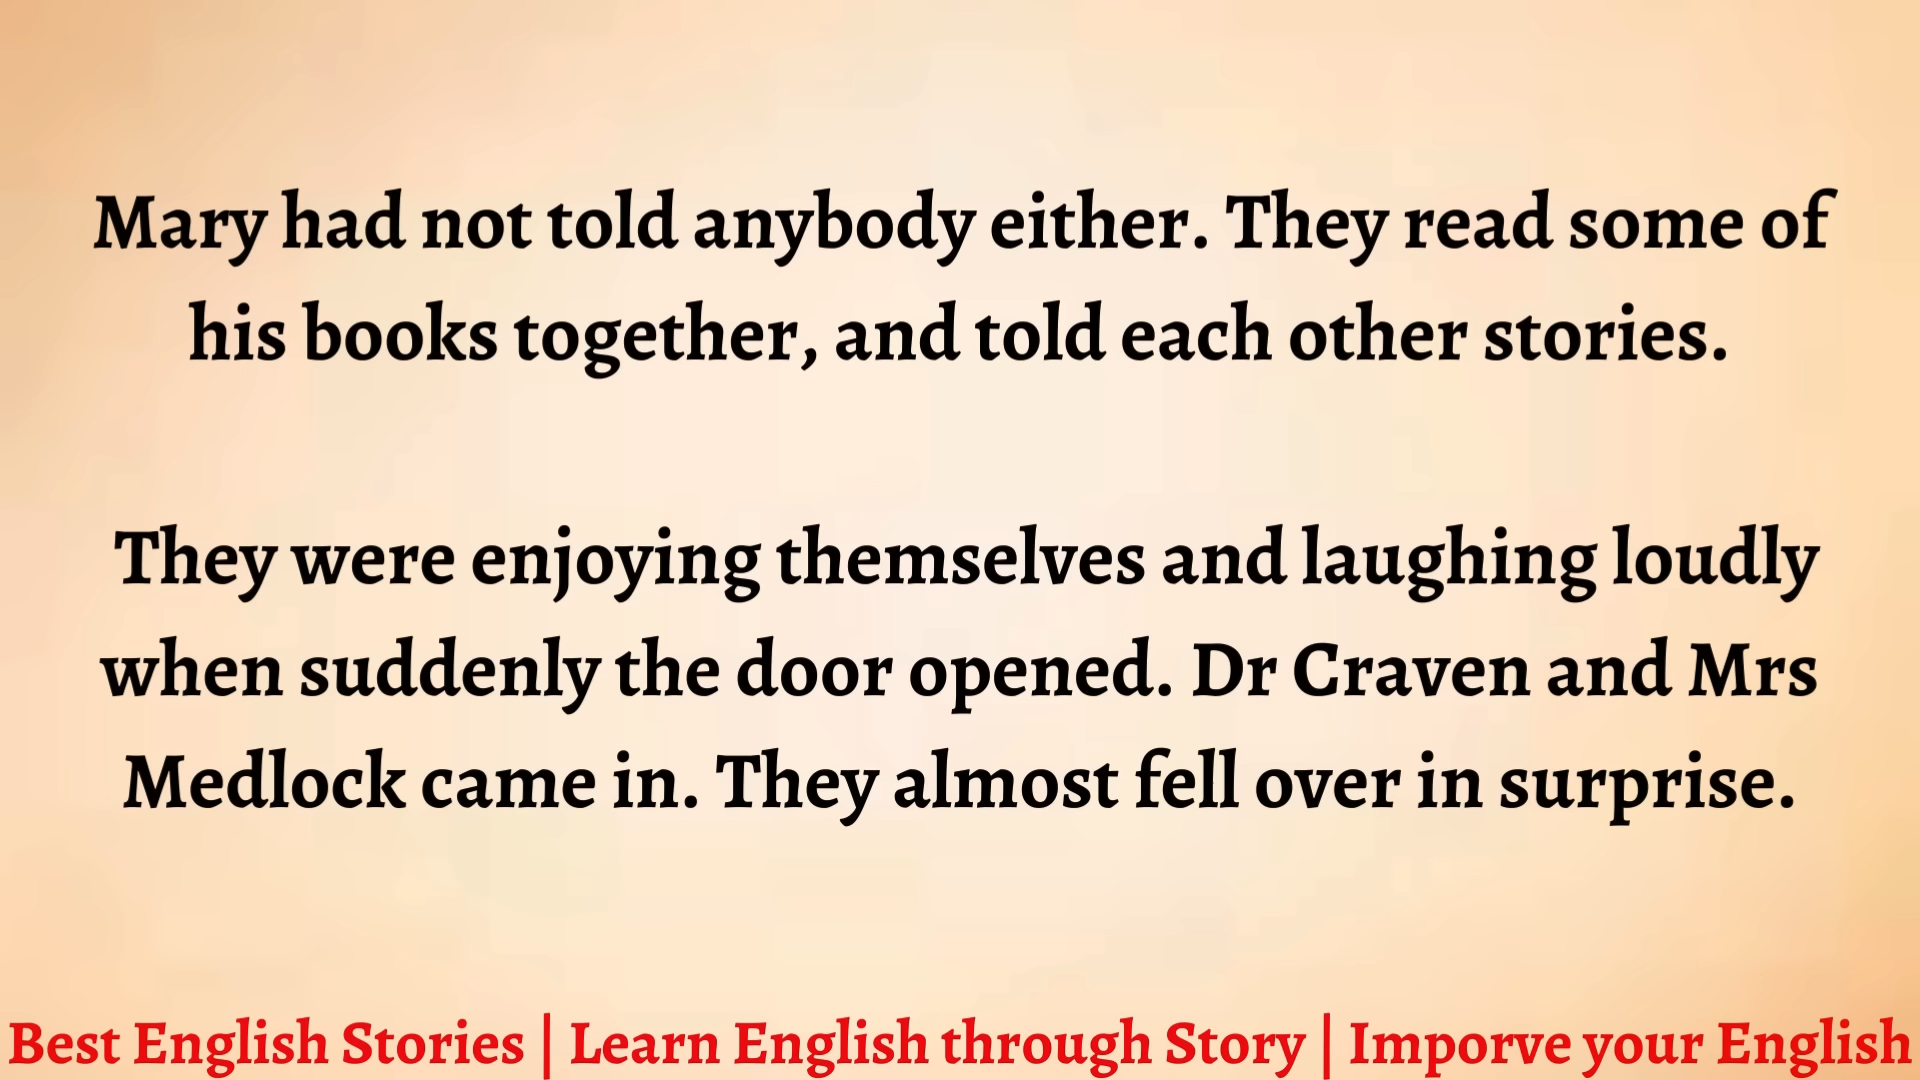 Mary had not told anybody either. They read some of
his books together, and told each other stories.
They were enjoying themselves and laughing loudly
when suddenly the door opened. Dr Craven and Mrs
Medlock came in. They almost fell over in surprise.
Best English Stories | Learn English through Story | Imporve your English